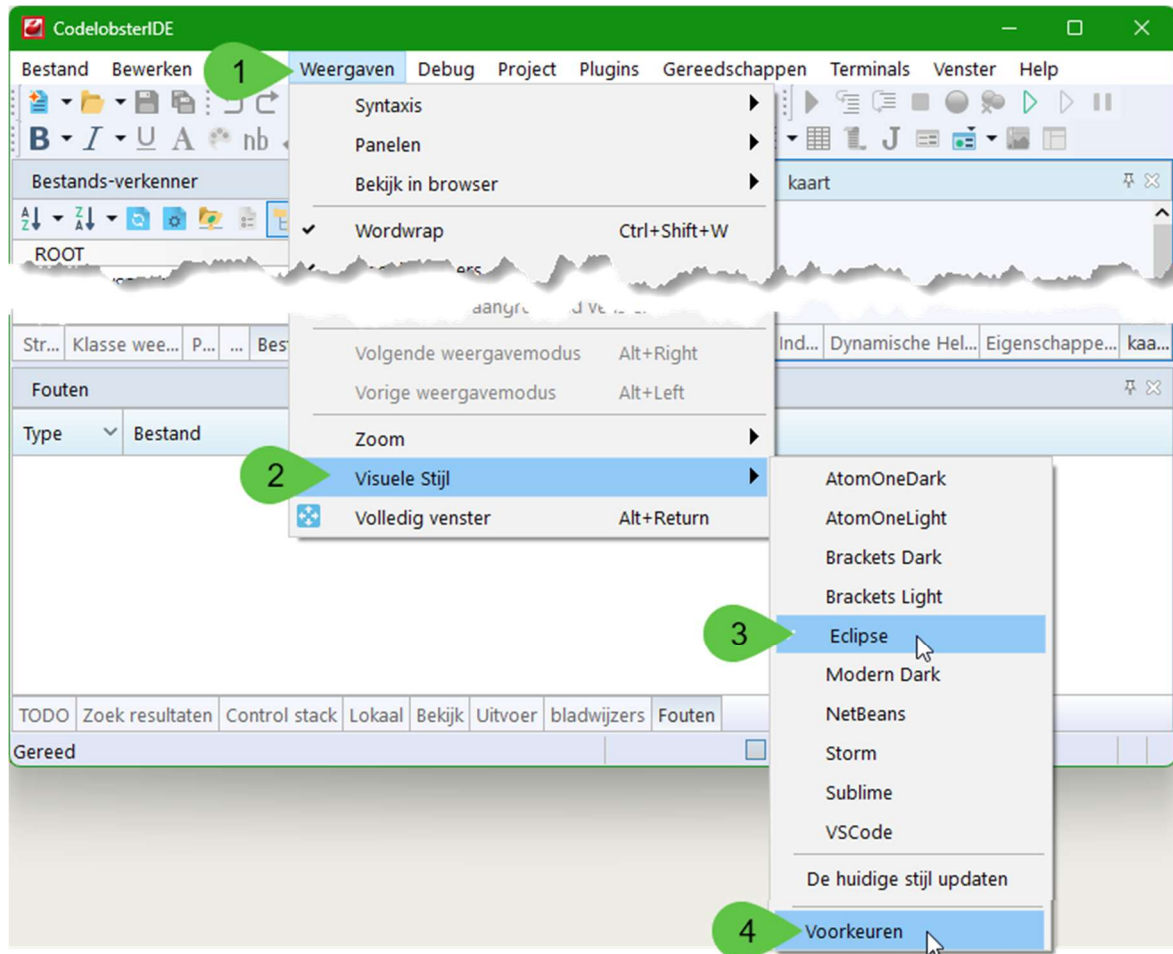 CodelobsterIDE
Bestand Bewerken 1 Weergaven Debug Project Plugins Gereedschappen Terminals Venster Help
Syntaxis
B I U A nb J
Panelen
Bestands-verkenner
Bekijk in browser
kaart
Wordwrap Ctrl+Shift+W
ROOT
Str... Klasse wee... P... ... Ind... Dynamische Hel... Eigenschappe... kaa...
Volgende weergavemodus Alt+Right
Fouten
Vorige weergavemodus Alt+Left
Type Bestand
Zoom
2 Visuele Stijl
Volledig venster Alt+Return
AtomOneDark
AtomOneLight
Brackets Dark
Brackets Light
3 Eclipse
Modern Dark
NetBeans
Storm
Sublime
VSCode
De huidige stijl updaten
4 Voorkeuren
TODO Zoek resultaten Control stack Lokaal Bekijk Uitvoer bladwijzers Fouten
Gereed